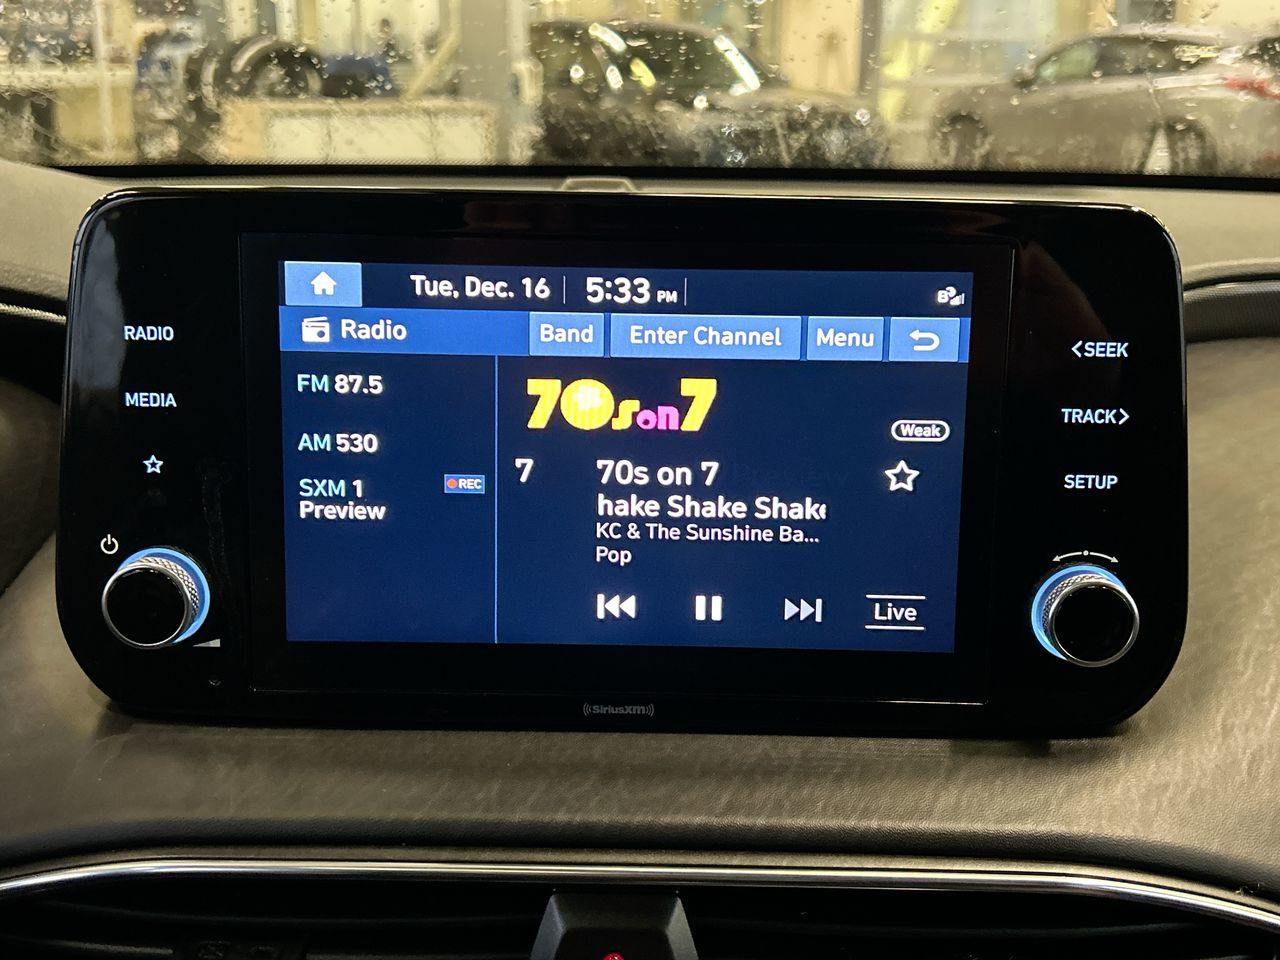 Tue, Dec. 16 5:33 PM
Radio Band Enter Channel Menu
RADIO
MEDIA
FM 87.5
AM 530
SXM 1
Preview
REC
70s on 7
Weak
7 70s on 7
hake Shake Shake
KC & The Sunshine Ba...
Pop
Live
<SEEK
TRACK>
SETUP
((SiriusXM))